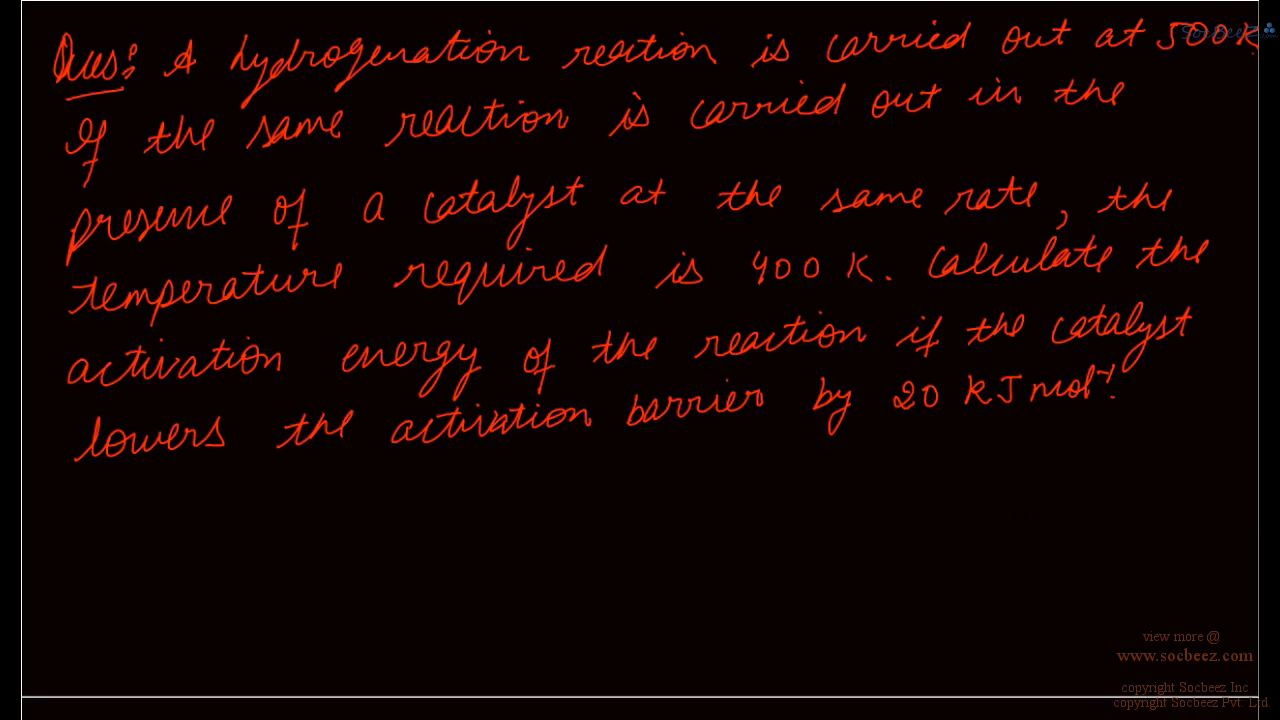 Ques: A hydrogenation reaction is carried out at 500 K.
If the same reaction is carried out in the
presence of a catalyst at the same rate, the
temperature required is 400 K. Calculate the
activation energy of the reaction if the catalyst
lowers the activation barrier by 20 kJ mol⁻¹.
Socbeez
view more @
www.socbeez.com
copyright Socbeez Inc
copyright Socbeez Pvt Ltd